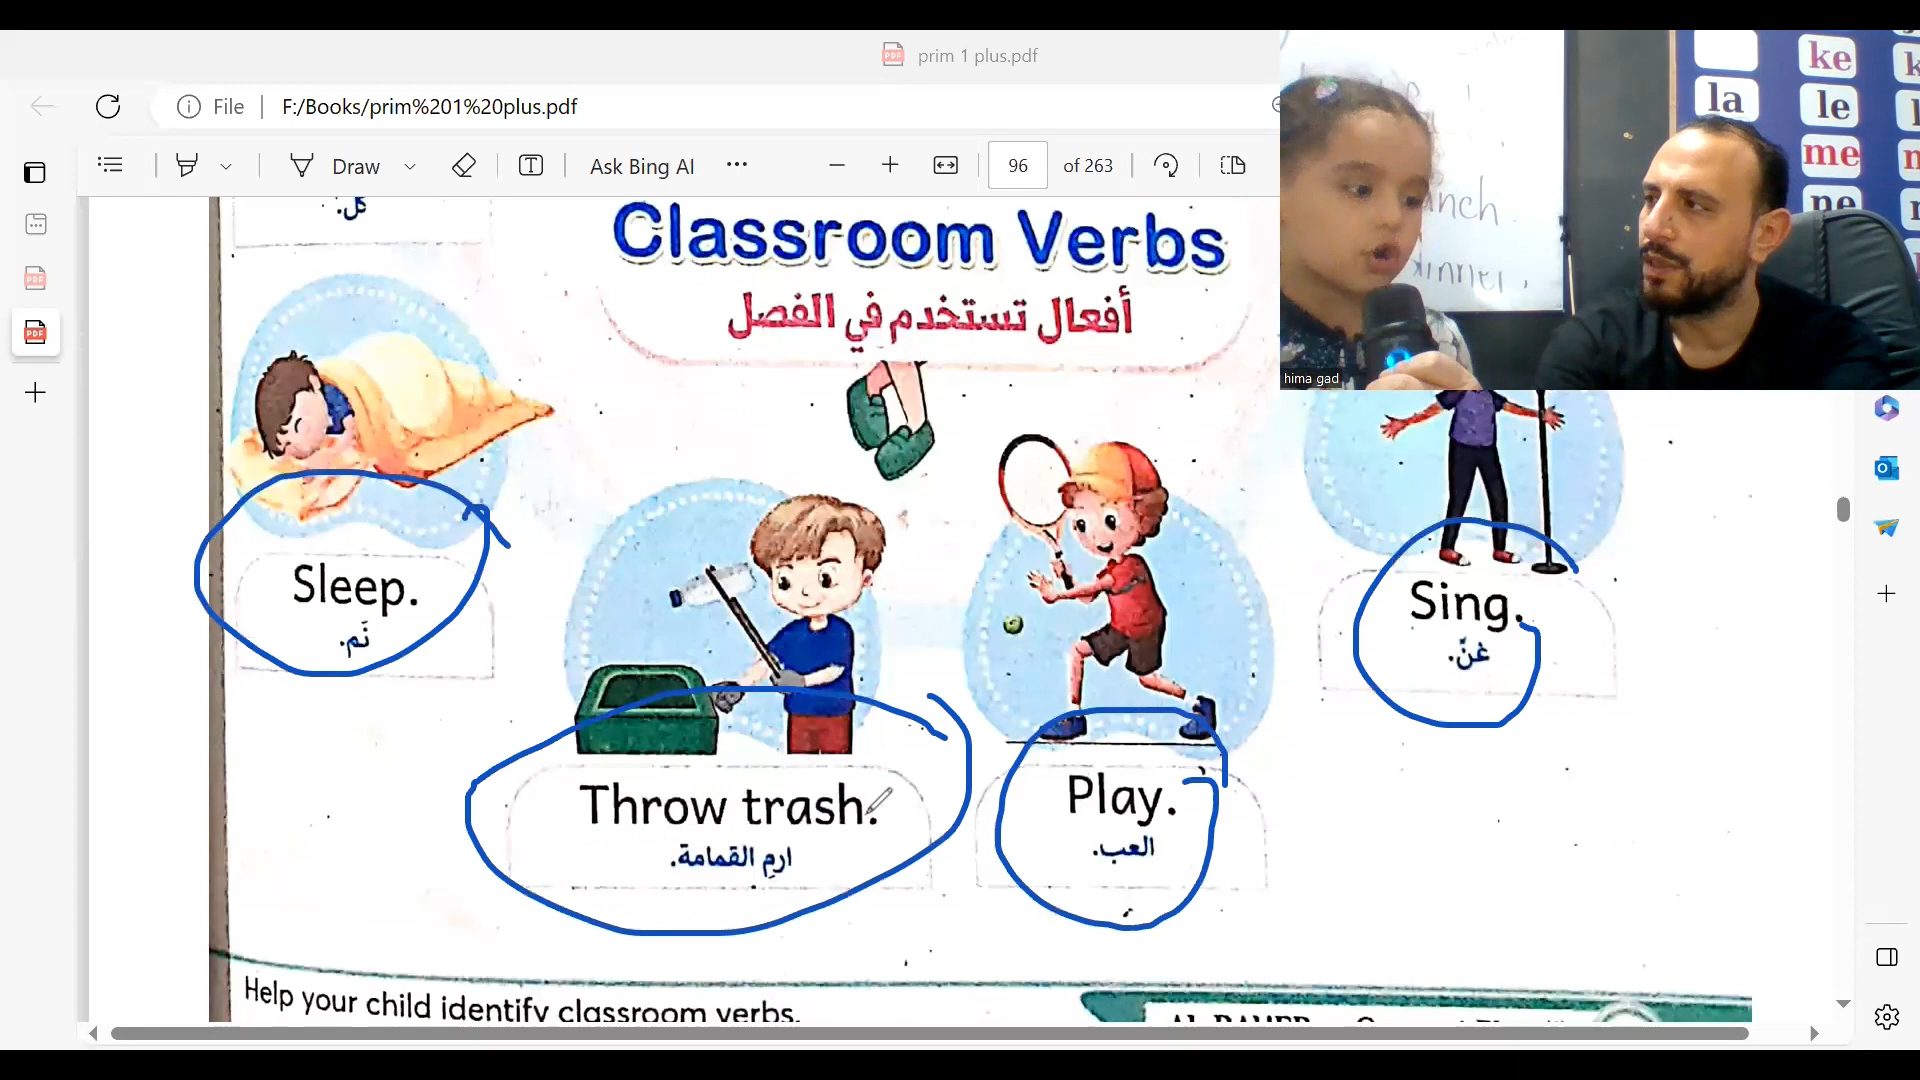 prim 1 plus.pdf
File
F:/Books/prim%201%20plus.pdf
Draw
Ask Bing AI
96 of 263
كل.
Classroom Verbs
أفعال تستخدم في الفصل
Sleep.
نَم.
Throw trash.
ارمِ القمامة.
Play.
العب.
Sing.
غنِّ.
Help your child identify classroom verbs.
hima gad
ke
la
le
me
ne